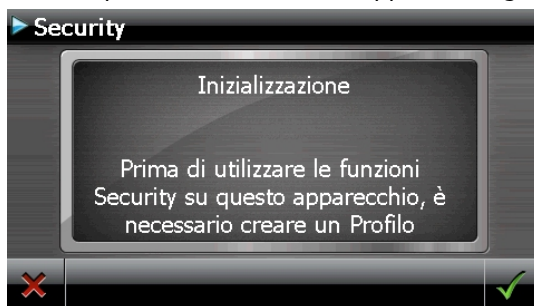 Security
Inizializzazione
Prima di utilizzare le funzioni
Security su questo apparecchio, è
necessario creare un Profilo